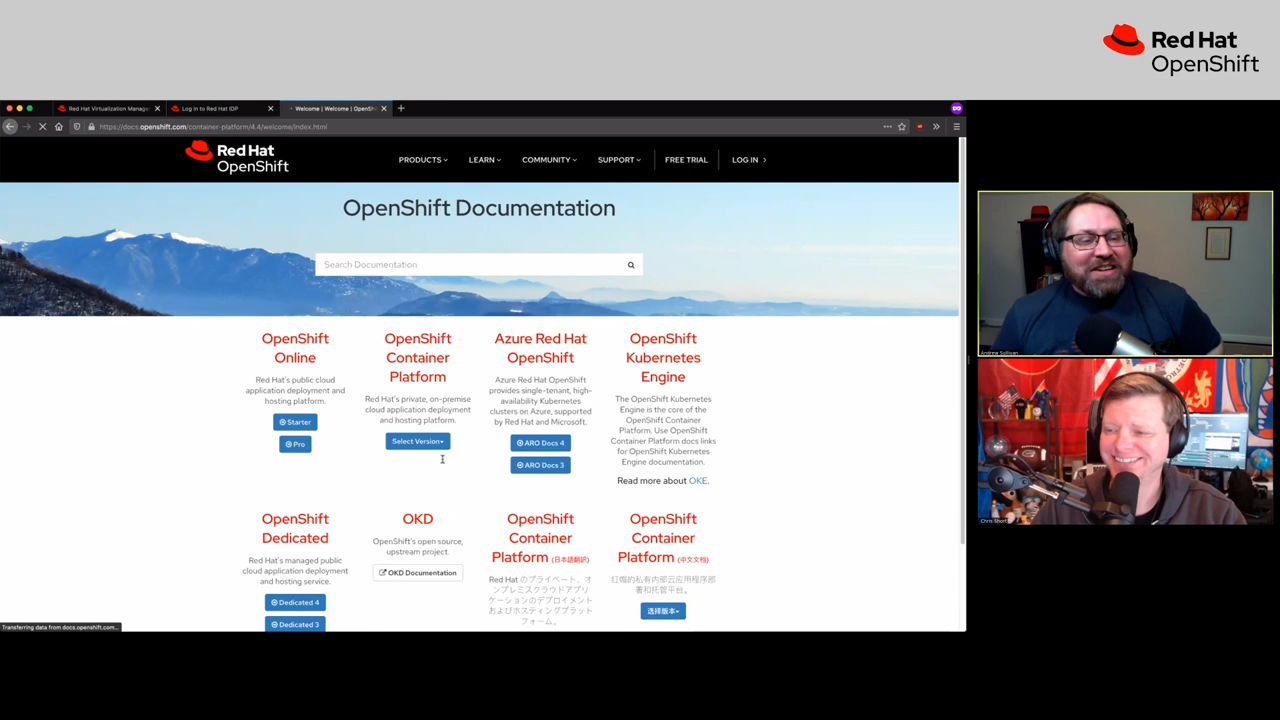 Red Hat
OpenShift
Red Hat Virtualization Manage
Log in to Red Hat IDP
Welcome | Welcome | OpenSh
https://docs.openshift.com/container-platform/4.4/welcome/index.html
Red Hat
OpenShift
PRODUCTS
LEARN
COMMUNITY
SUPPORT
FREE TRIAL
LOG IN
OpenShift Documentation
Search Documentation
OpenShift
Online
Red Hat's public cloud
application deployment and
hosting platform.
Starter
Pro
OpenShift
Container
Platform
Red Hat's private, on-premise
cloud application deployment
and hosting platform.
Select Version
Azure Red Hat
OpenShift
Azure Red Hat OpenShift
provides single-tenant, high-
availability Kubernetes
clusters on Azure, supported
by Red Hat and Microsoft.
ARO Docs 4
ARO Docs 3
OpenShift
Kubernetes
Engine
The OpenShift Kubernetes
Engine is the core of the
OpenShift Container
Platform. Use OpenShift
Container Platform docs links
for OpenShift Kubernetes
Engine documentation.
Read more about OKE.
OpenShift
Dedicated
Red Hat's managed public
cloud application deployment
and hosting service.
Dedicated 4
Dedicated 3
OKD
OpenShift's open source,
upstream project.
OKD Documentation
OpenShift
Container
Platform (日本語翻訳)
Red Hat のプライベート、オ
ンプレミスクラウドアプリ
ケーションのデプロイメント
およびホスティングプラット
フォーム。
OpenShift
Container
Platform (中文文档)
红帽的私有内部云应用程序部
署和托管平台。
选择版本
Transferring data from docs.openshift.com...
Andrew Sullivan
Chris Short